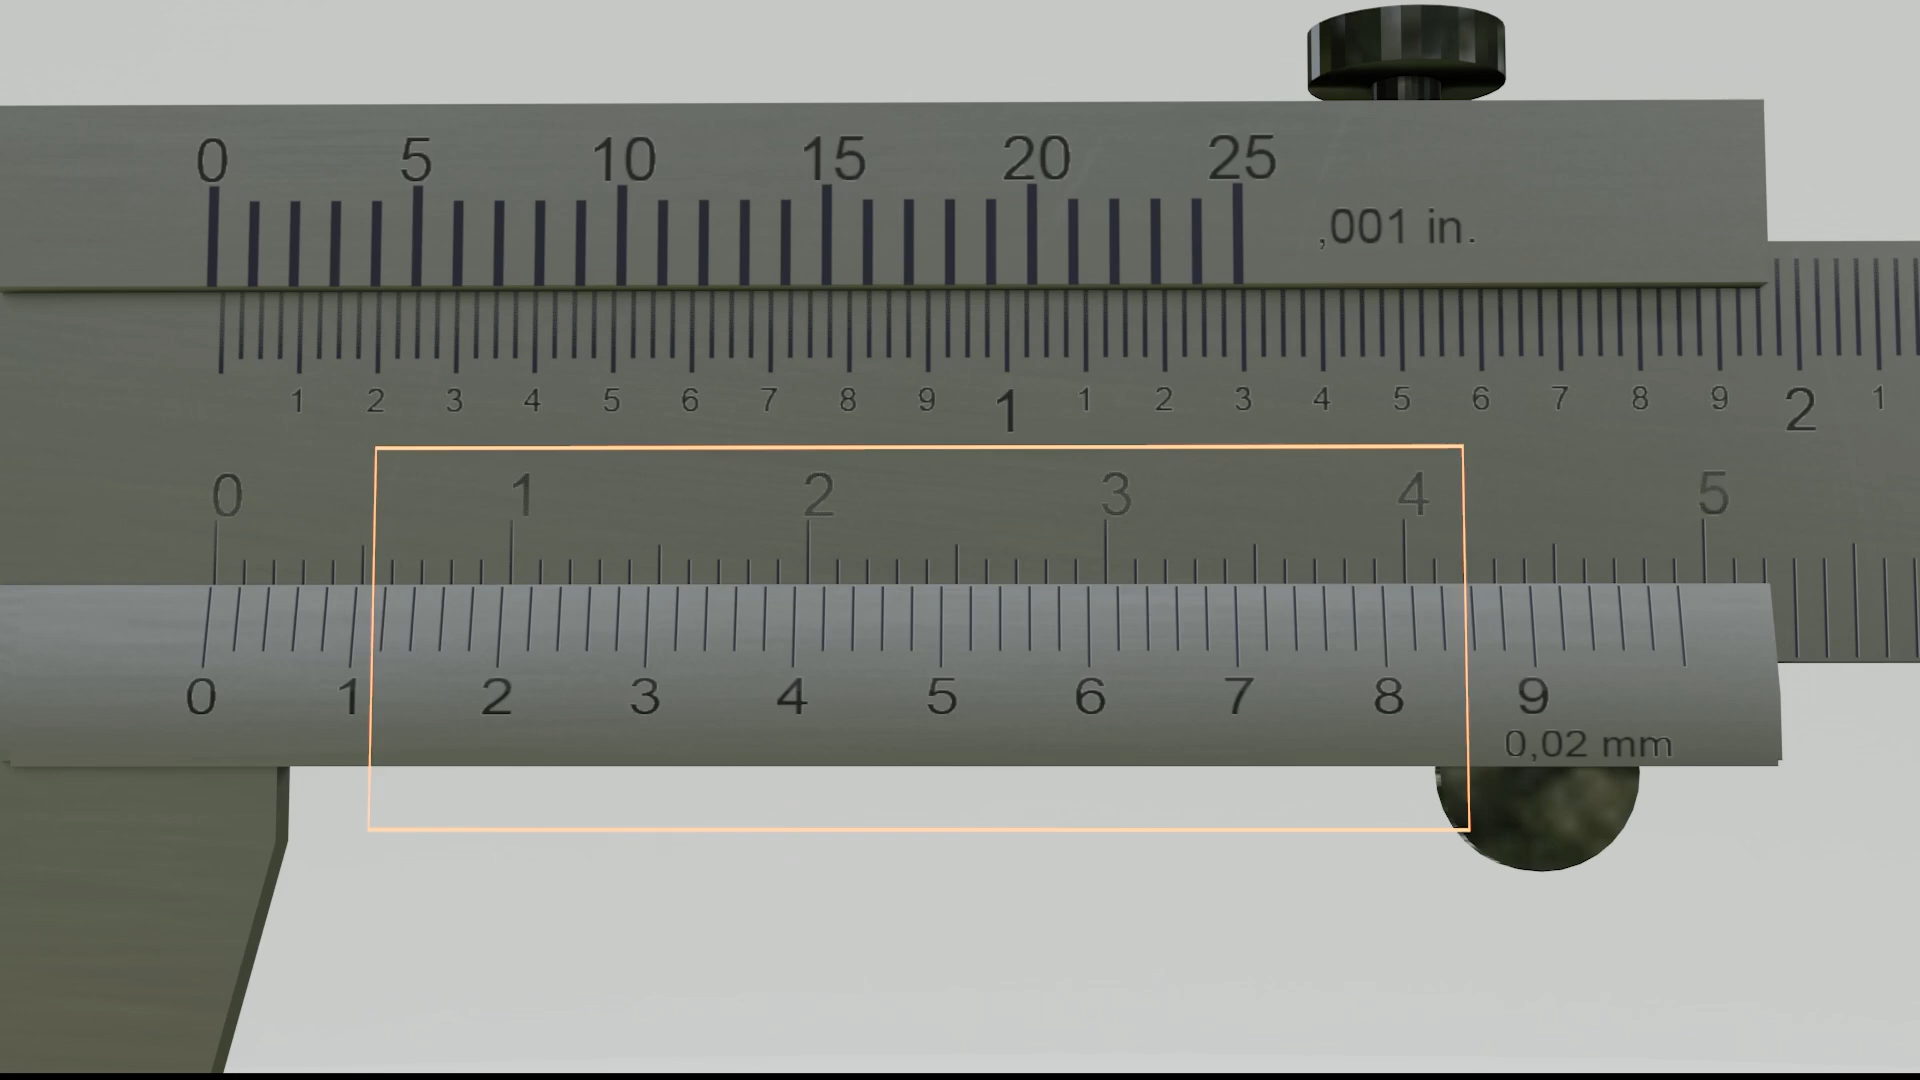 0 5 10 15 20 25
,001 in.
1 2 3 4 5 6 7 8 9 1 1 2 3 4 5 6 7 8 9 2 1
0 1 2 3 4 5
0 1 2 3 4 5 6 7 8 9
0,02 mm